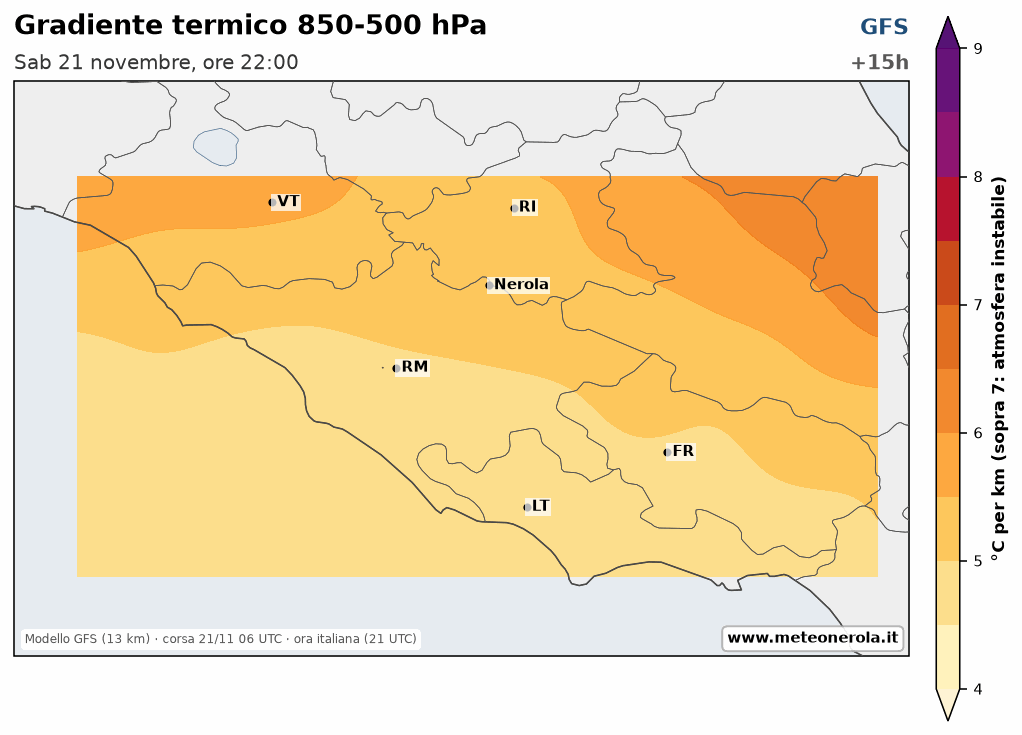 Gradiente termico 850-500 hPa
GFS
Sab 21 novembre, ore 22:00
+15h
VT
RI
Nerola
RM
FR
LT
Modello GFS (13 km) · corsa 21/11 06 UTC · ora italiana (21 UTC)
www.meteonerola.it
9
8
7
6
5
4
°C per km (sopra 7: atmosfera instabile)